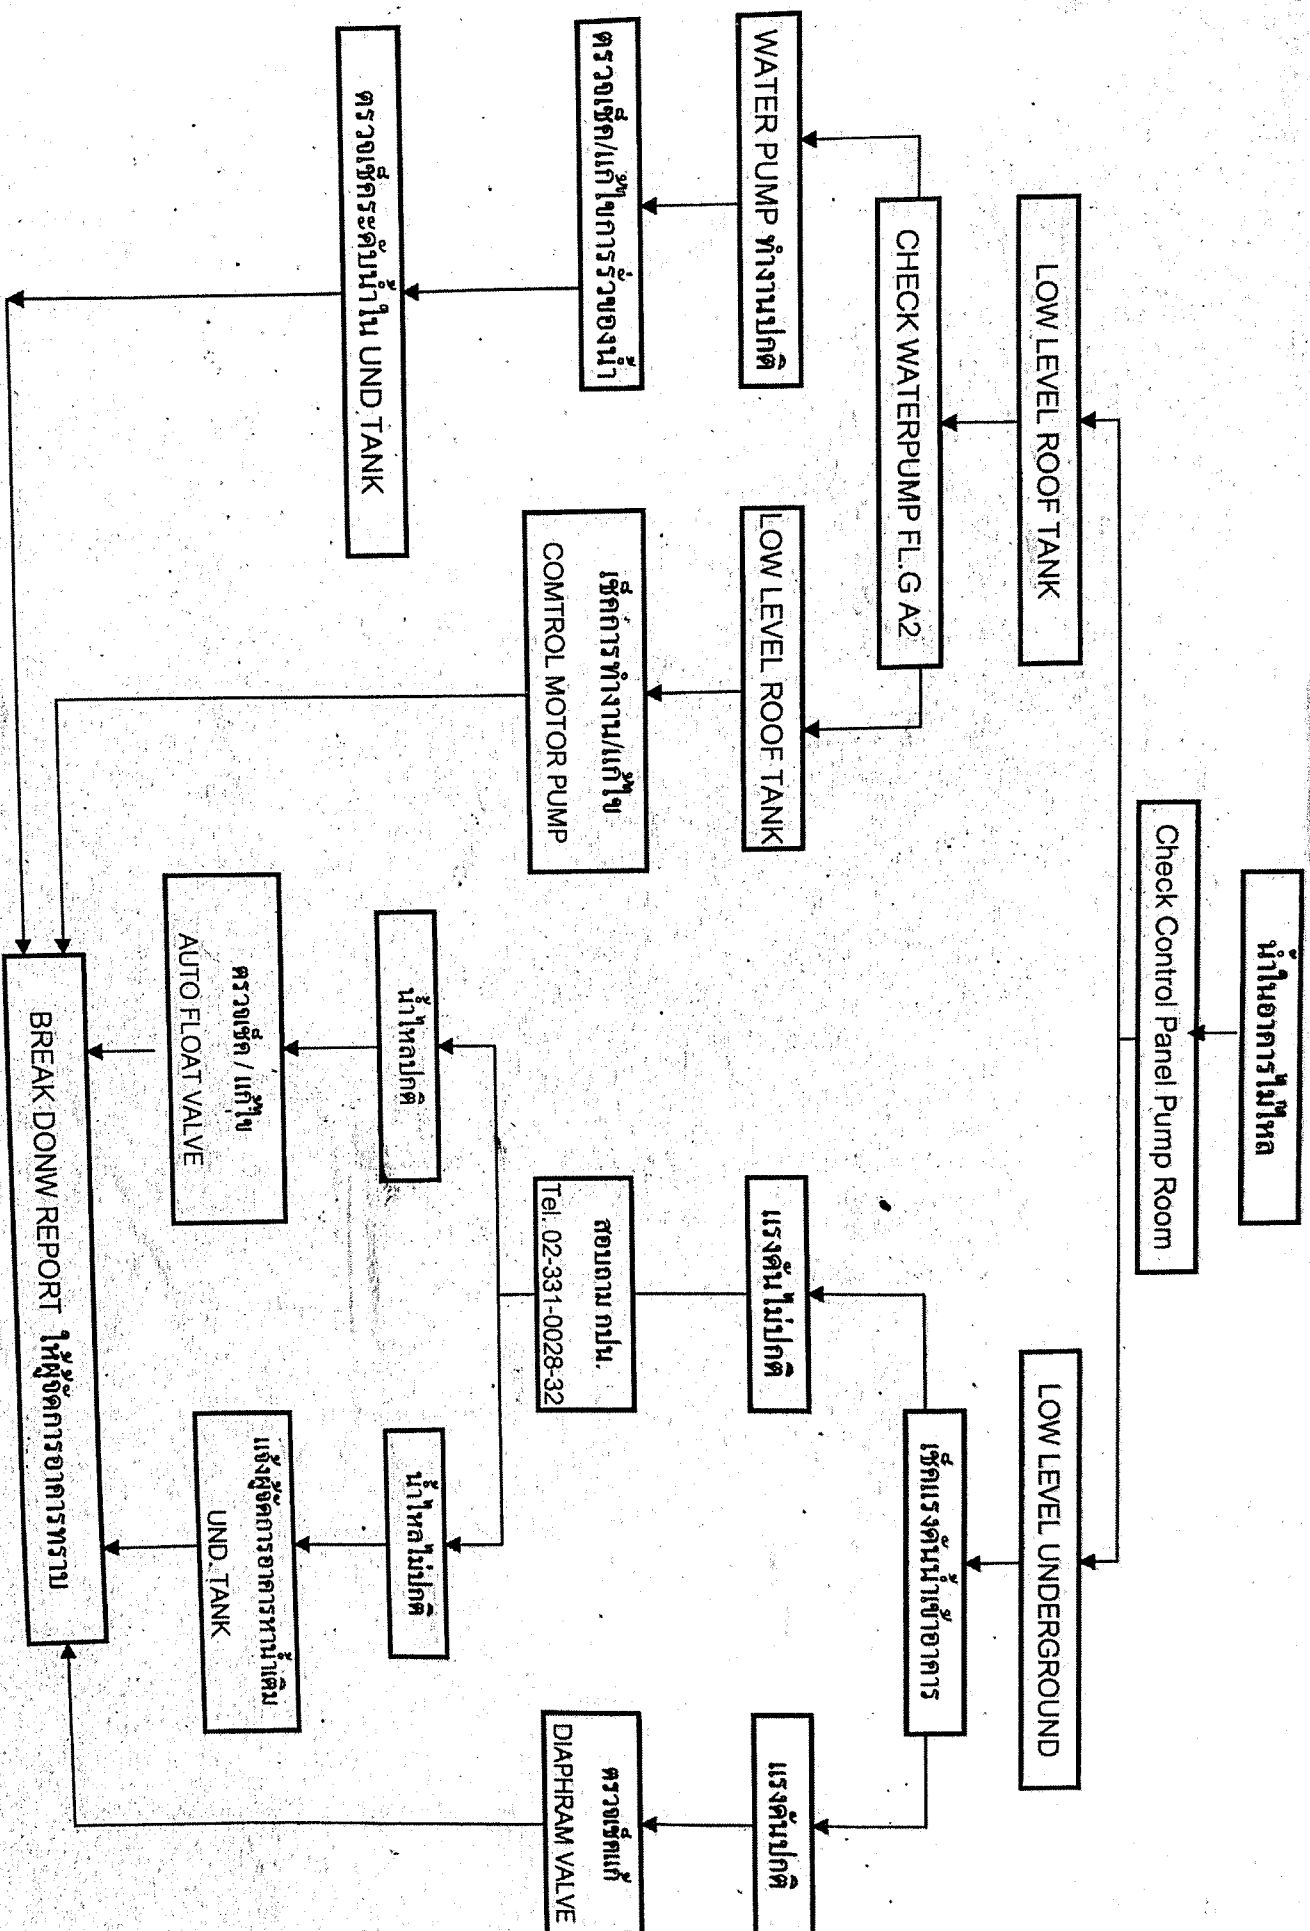 น้ำในอาคารไม่ไหล
Check Control Panel Pump Room
LOW LEVEL ROOF TANK
LOW LEVEL UNDERGROUND
CHECK WATERPUMP FL.G A2
เช็คแรงดันน้ำเข้าอาคาร
WATER PUMP ทำงานปกติ
LOW LEVEL ROOF TANK
แรงดันไม่ปกติ
แรงดันปกติ
ตรวจเช็ค/แก้ไขการรั่วของน้ำ
เช็คการทำงาน/แก้ไข
COMTROL MOTOR PUMP
สอบถาม กปน.
Tel. 02-331-0028-32
ตรวจเช็คแก้
DIAPHRAM VALVE
ตรวจเช็คระดับน้ำใน UND TANK
น้ำไหลปกติ
น้ำไหลไม่ปกติ
ตรวจเช็ค / แก้ไข
AUTO FLOAT VALVE
แจ้งผู้จัดการอาคารหาน้ำเติม
UND. TANK
BREAK DONW REPORT ให้ผู้จัดการอาคารทราบ